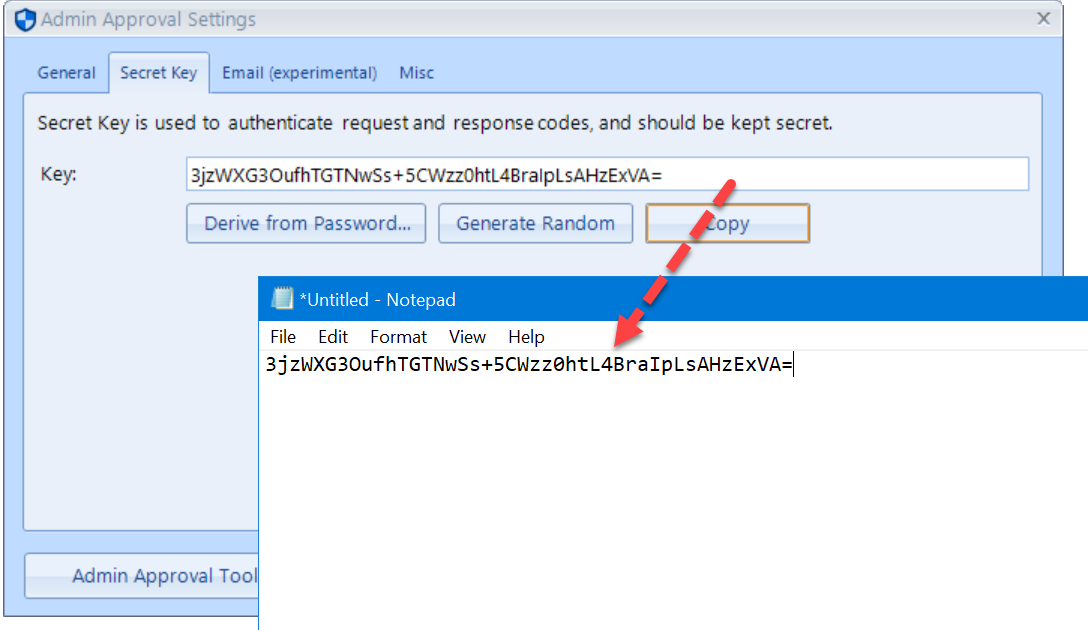 Admin Approval Settings
General Secret Key Email (experimental) Misc
Secret Key is used to authenticate request and response codes, and should be kept secret.
Key: 3jzWXG3OufhTGTNwSs+5CWzz0htL4BraIpLsAHzExVA=
Derive from Password... Generate Random Copy
*Untitled - Notepad
File Edit Format View Help
3jzWXG3OufhTGTNwSs+5CWzz0htL4BraIpLsAHzExVA=
Admin Approval Tool